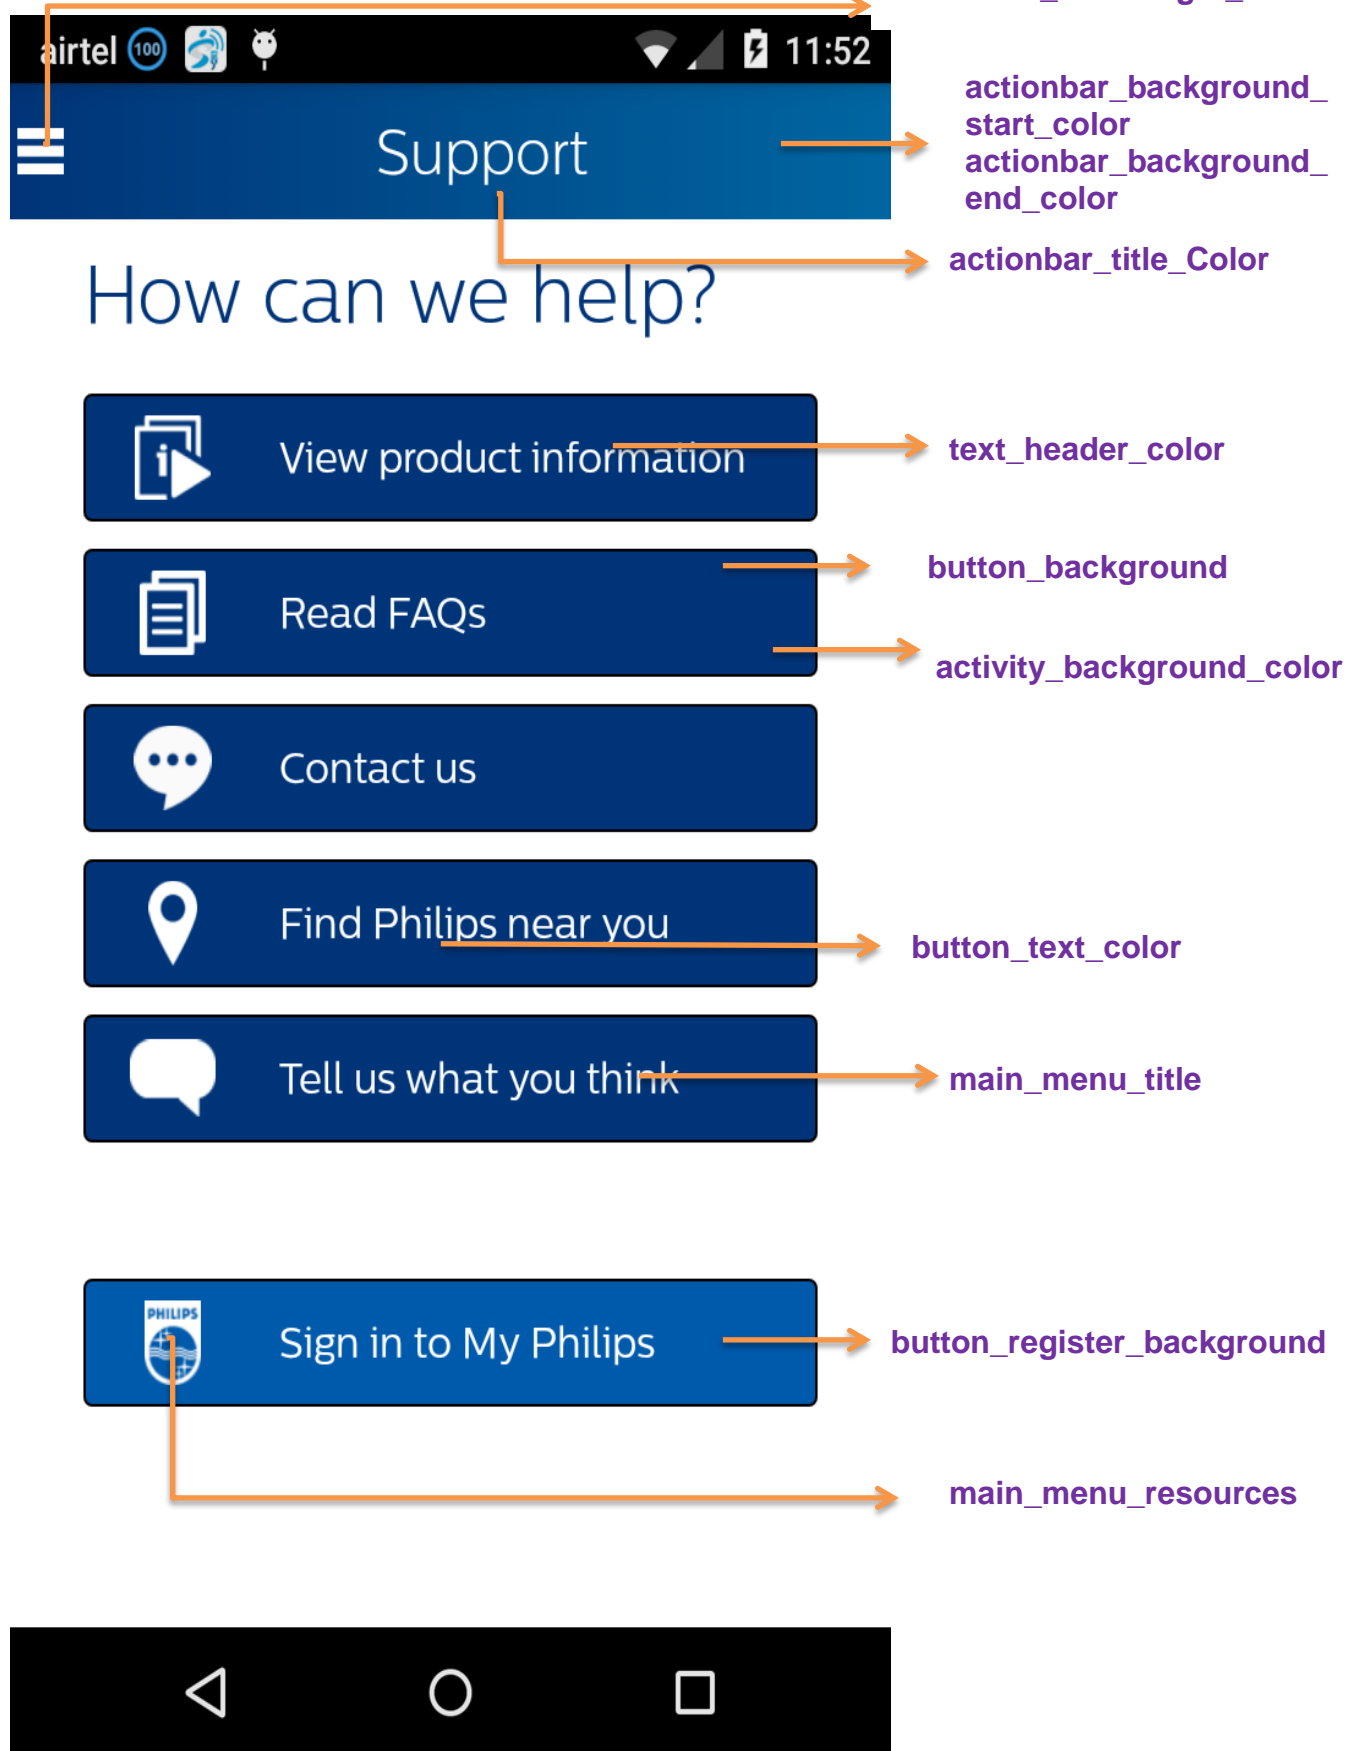 airtel 100 11:52
Support
actionbar_background_
start_color
actionbar_background_
end_color
actionbar_title_Color
How can we help?
View product information
text_header_color
button_background
Read FAQs
activity_background_color
Contact us
Find Philips near you
button_text_color
Tell us what you think
main_menu_title
PHILIPS
Sign in to My Philips
button_register_background
main_menu_resources